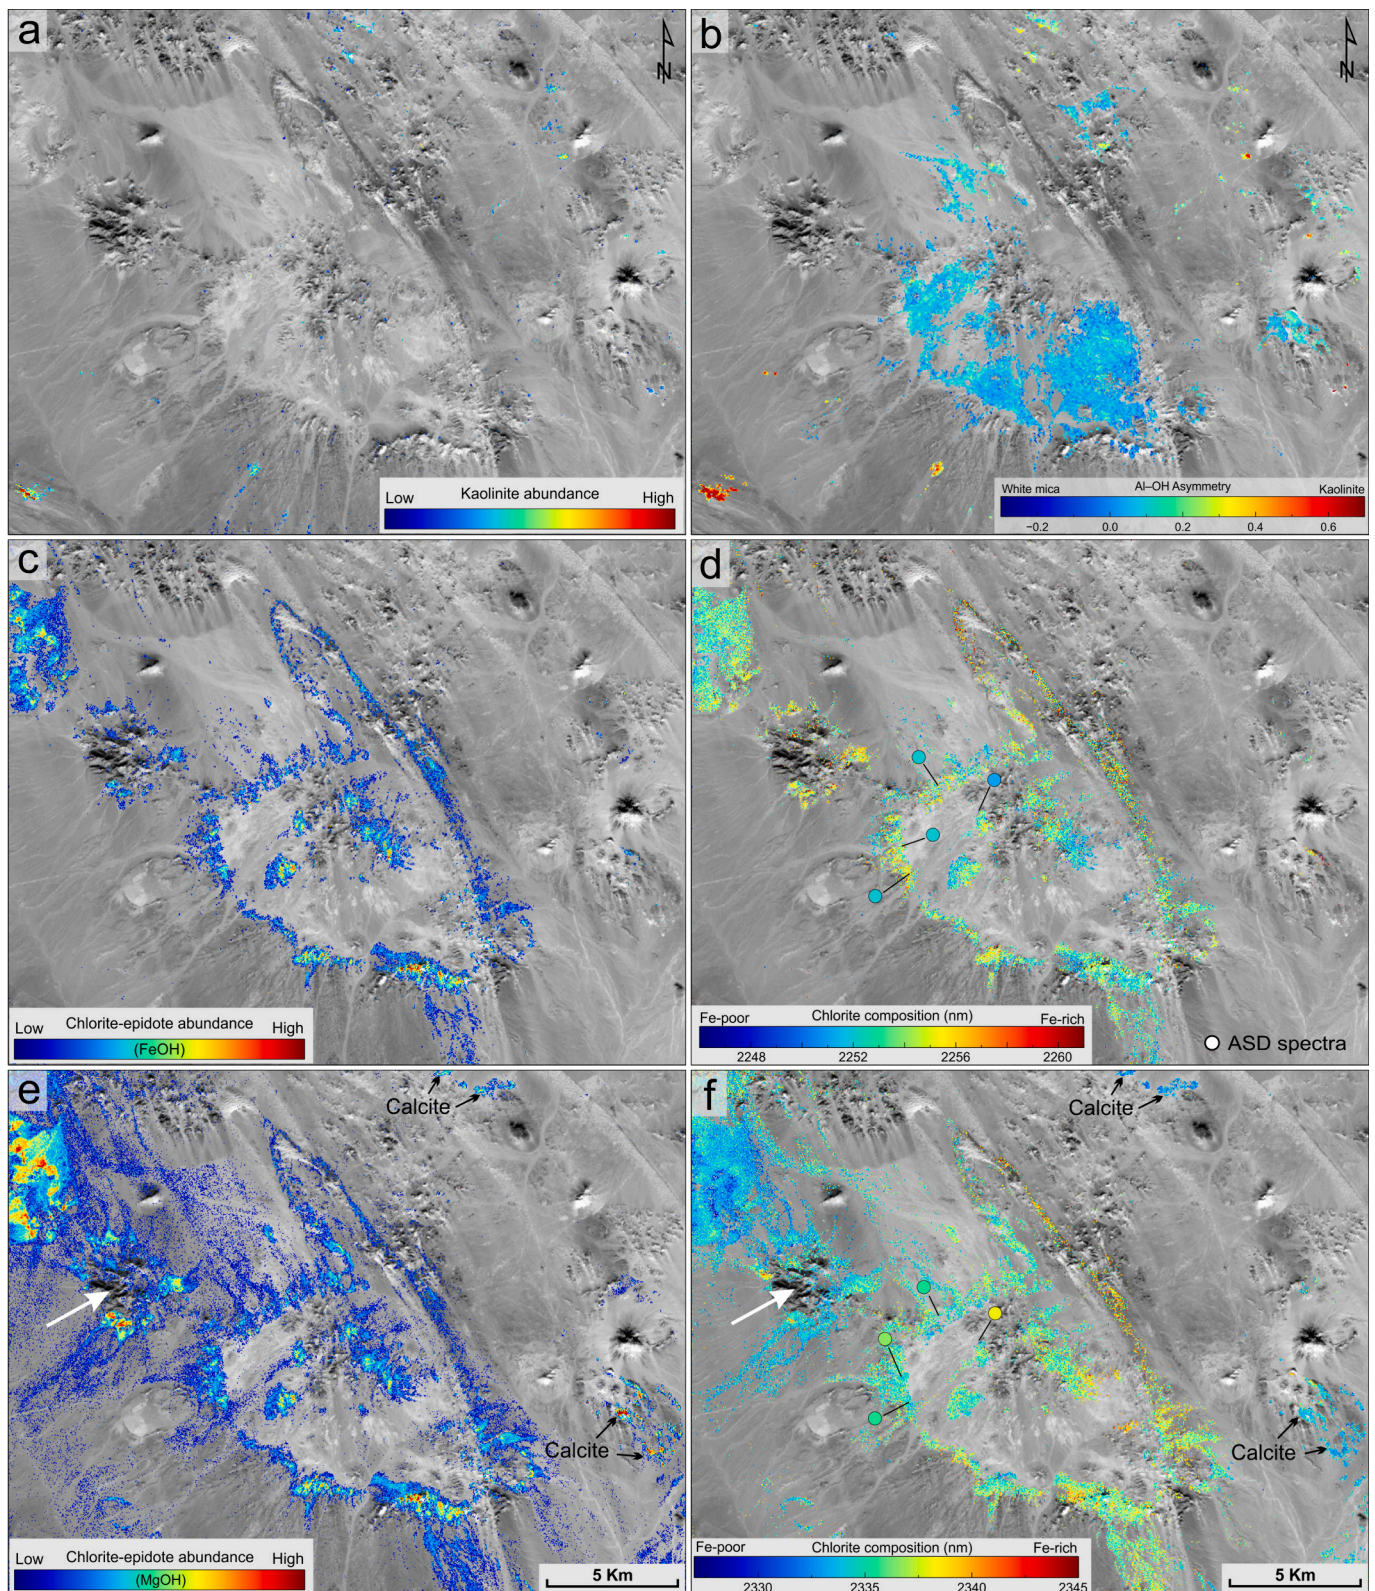 a
N
Low Kaolinite abundance High
b
N
White mica Al–OH Asymmetry Kaolinite
−0.2 0.0 0.2 0.4 0.6
c
Low Chlorite-epidote abundance High
(FeOH)
d
Fe-poor Chlorite composition (nm) Fe-rich
2248 2252 2256 2260
ASD spectra
e
Calcite
Calcite
Low Chlorite-epidote abundance High
(MgOH)
5 Km
f
Calcite
Calcite
Fe-poor Chlorite composition (nm) Fe-rich
2330 2335 2340 2345
5 Km